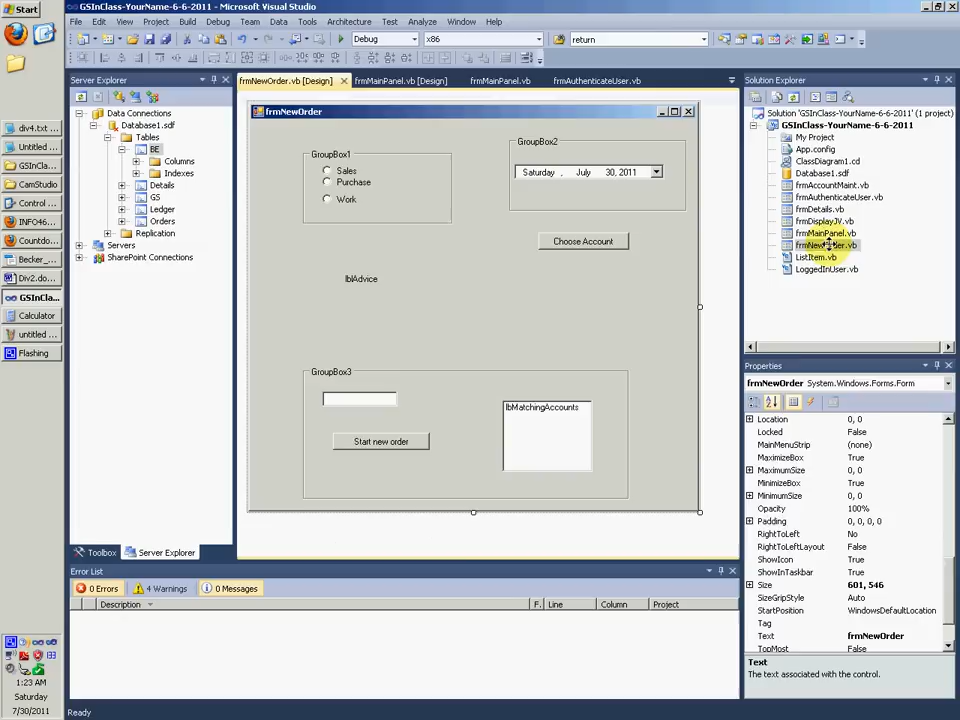 Start
GSInClass-YourName-6-6-2011 - Microsoft Visual Studio
File Edit View Project Build Debug Team Data Tools Architecture Test Analyze Window Help
Debug x86 return
Server Explorer
Data Connections
Database1.sdf
Tables
BE
Columns
Indexes
Details
GS
Ledger
Orders
Replication
Servers
SharePoint Connections
Toolbox Server Explorer
div4.txt ...
Untitled ...
GSInCl...
CamStudio
Control ...
INFO46...
Countdo...
Becker_...
Div2.do...
GSInCla...
Calculator
untitled ...
Flashing
1:23 AM
Saturday
7/30/2011
frmNewOrder.vb [Design] frmMainPanel.vb [Design] frmMainPanel.vb frmAuthenticateUser.vb
frmNewOrder
GroupBox1
Sales
Purchase
Work
GroupBox2
Saturday , July 30, 2011
Choose Account
lblAdvice
GroupBox3
Start new order
lbMatchingAccounts
Solution Explorer
Solution 'GSInClass-YourName-6-6-2011' (1 project)
GSInClass-YourName-6-6-2011
My Project
App.config
ClassDiagram1.cd
Database1.sdf
frmAccountMaint.vb
frmAuthenticateUser.vb
frmDetails.vb
frmDisplayJV.vb
frmMainPanel.vb
frmNewOrder.vb
ListItem.vb
LoggedInUser.vb
Properties
frmNewOrder System.Windows.Forms.Form
Location 0, 0
Locked False
MainMenuStrip (none)
MaximizeBox True
MaximumSize 0, 0
MinimizeBox True
MinimumSize 0, 0
Opacity 100%
Padding 0, 0, 0, 0
RightToLeft No
RightToLeftLayout False
ShowIcon True
ShowInTaskbar True
Size 601, 546
SizeGripStyle Auto
StartPosition WindowsDefaultLocation
Tag
Text frmNewOrder
TopMost False
Text
The text associated with the control.
Error List
0 Errors 4 Warnings 0 Messages
Description F. Line Column Project
Ready